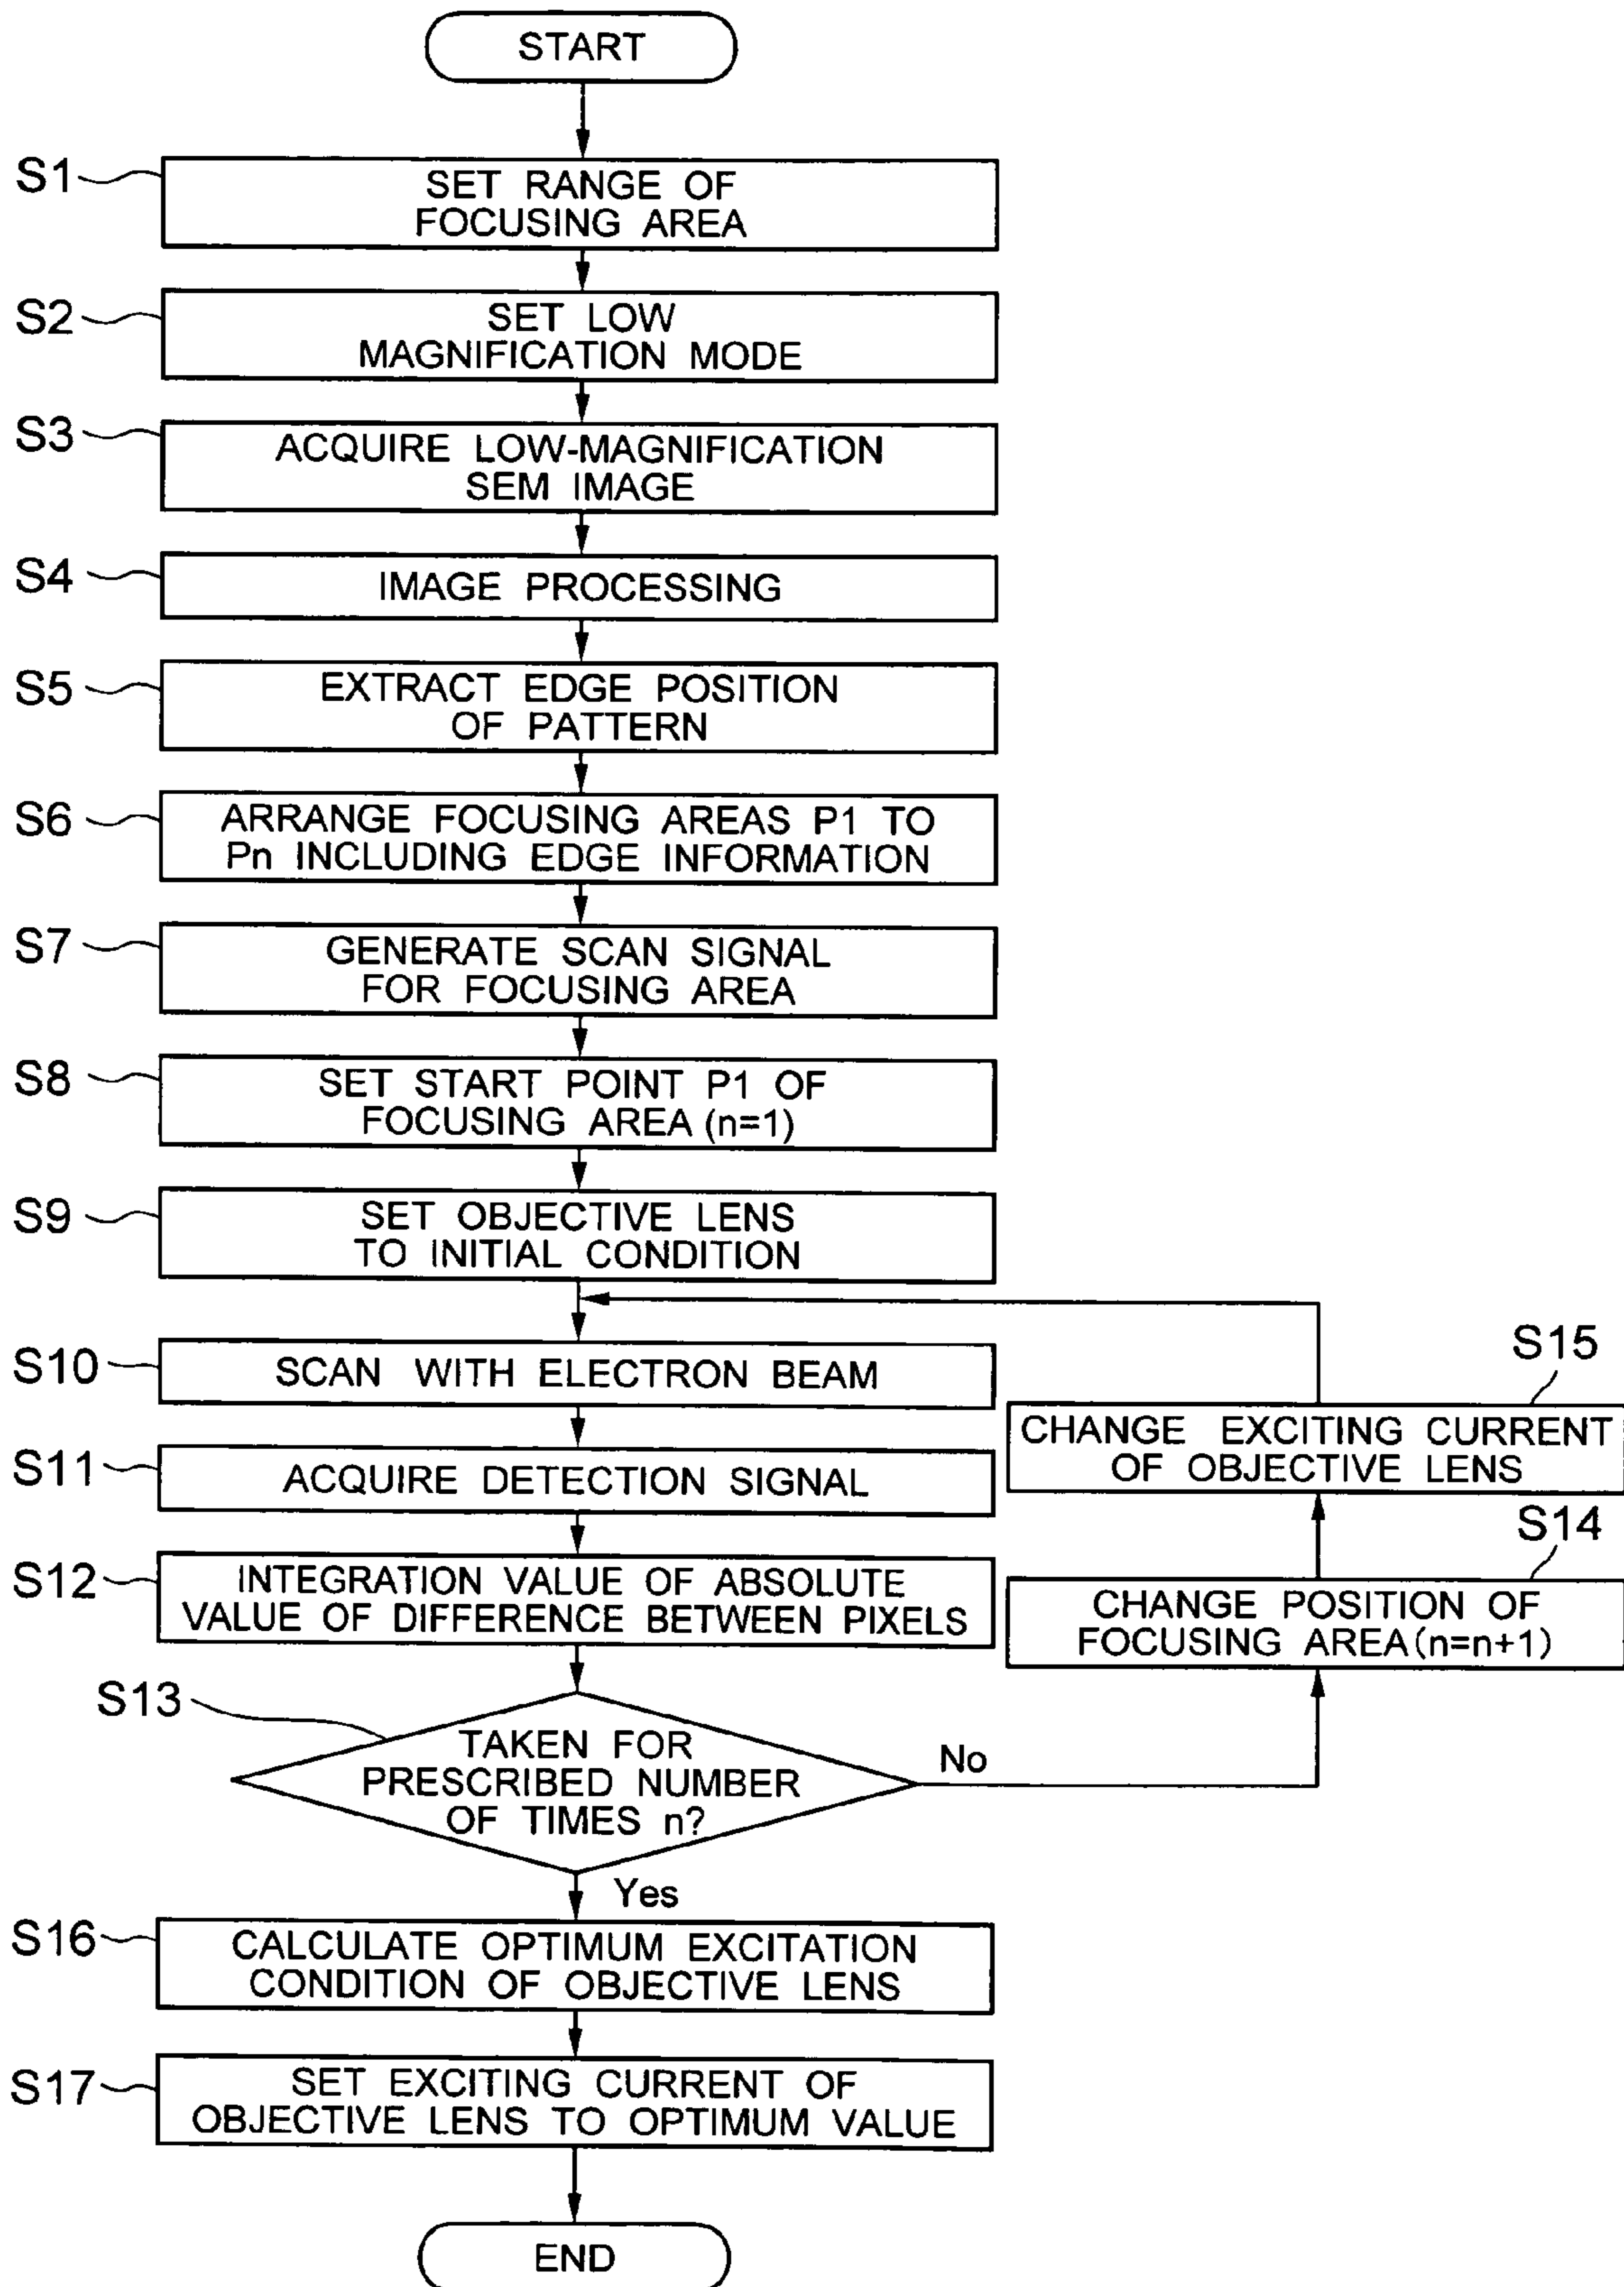 START
S1
SET RANGE OF
FOCUSING AREA
S2
SET LOW
MAGNIFICATION MODE
S3
ACQUIRE LOW-MAGNIFICATION
SEM IMAGE
S4
IMAGE PROCESSING
S5
EXTRACT EDGE POSITION
OF PATTERN
S6
ARRANGE FOCUSING AREAS P1 TO
Pn INCLUDING EDGE INFORMATION
S7
GENERATE SCAN SIGNAL
FOR FOCUSING AREA
S8
SET START POINT P1 OF
FOCUSING AREA (n=1)
S9
SET OBJECTIVE LENS
TO INITIAL CONDITION
S10
SCAN WITH ELECTRON BEAM
S11
ACQUIRE DETECTION SIGNAL
S12
INTEGRATION VALUE OF ABSOLUTE
VALUE OF DIFFERENCE BETWEEN PIXELS
S13
TAKEN FOR
PRESCRIBED NUMBER
OF TIMES n?
No
S14
CHANGE POSITION OF
FOCUSING AREA (n=n+1)
S15
CHANGE EXCITING CURRENT
OF OBJECTIVE LENS
Yes
S16
CALCULATE OPTIMUM EXCITATION
CONDITION OF OBJECTIVE LENS
S17
SET EXCITING CURRENT OF
OBJECTIVE LENS TO OPTIMUM VALUE
END